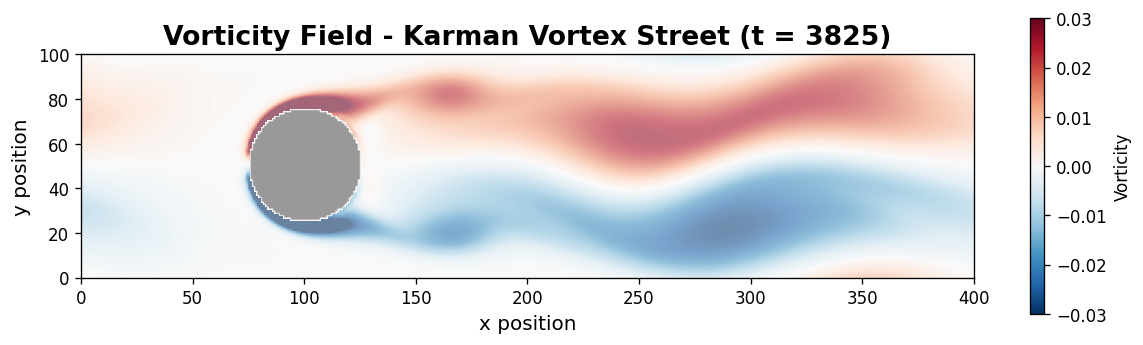 Vorticity Field - Karman Vortex Street (t = 3825)
100
80
60
40
20
0
y position
0 50 100 150 200 250 300 350 400
x position
0.03
0.02
0.01
0.00
−0.01
−0.02
−0.03
Vorticity